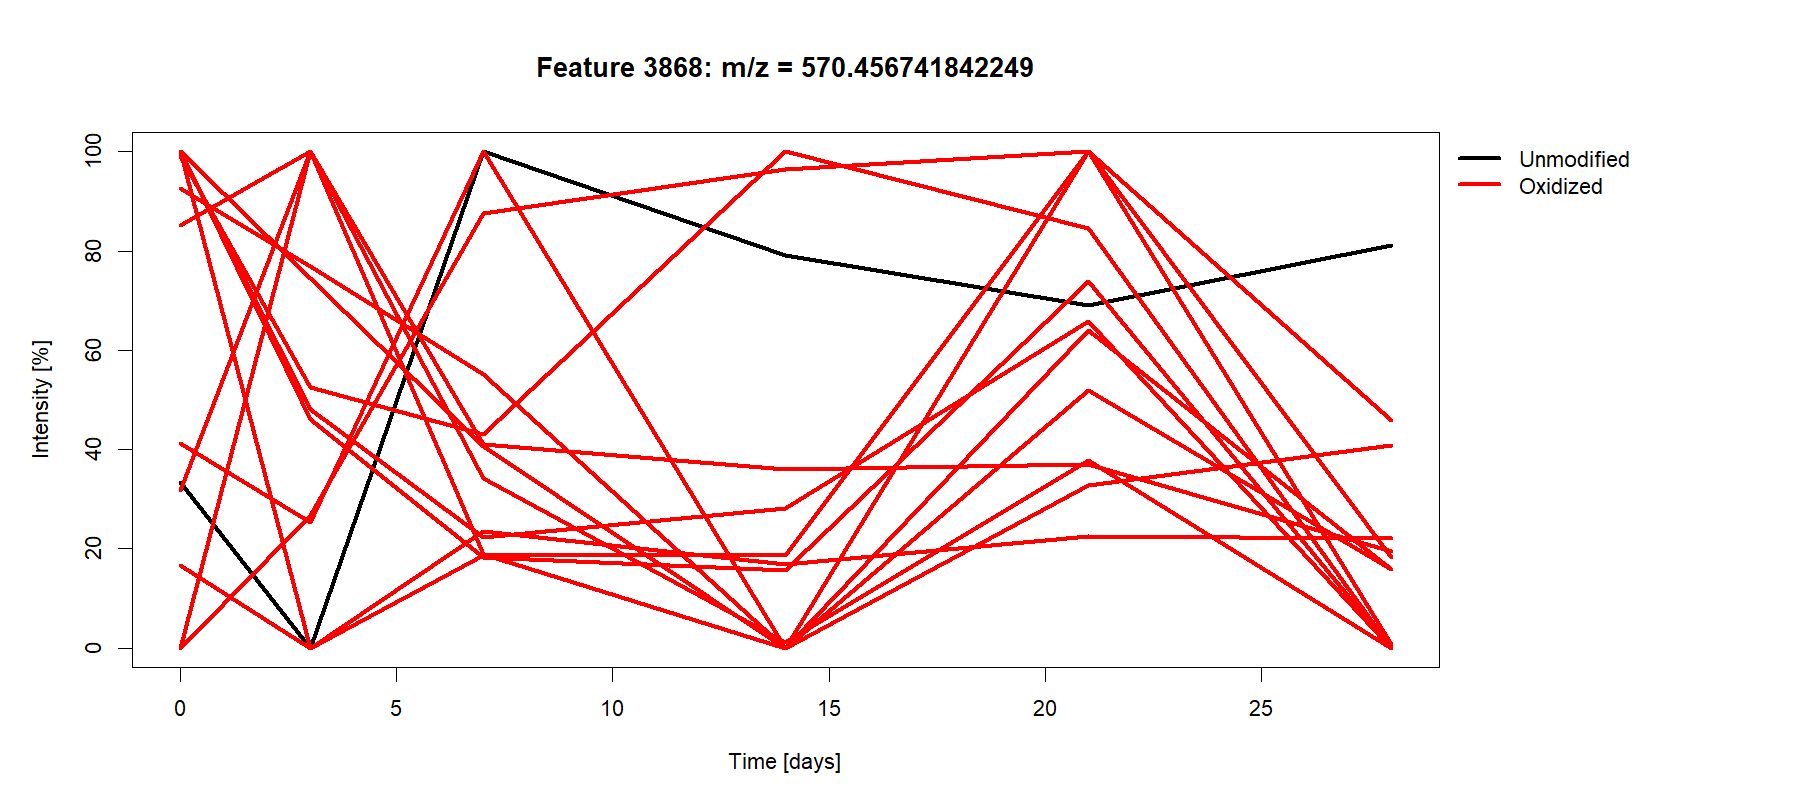 Feature 3868: m/z = 570.456741842249
Unmodified
Oxidized
Intensity [%]
100
80
60
40
20
0
0 5 10 15 20 25
Time [days]